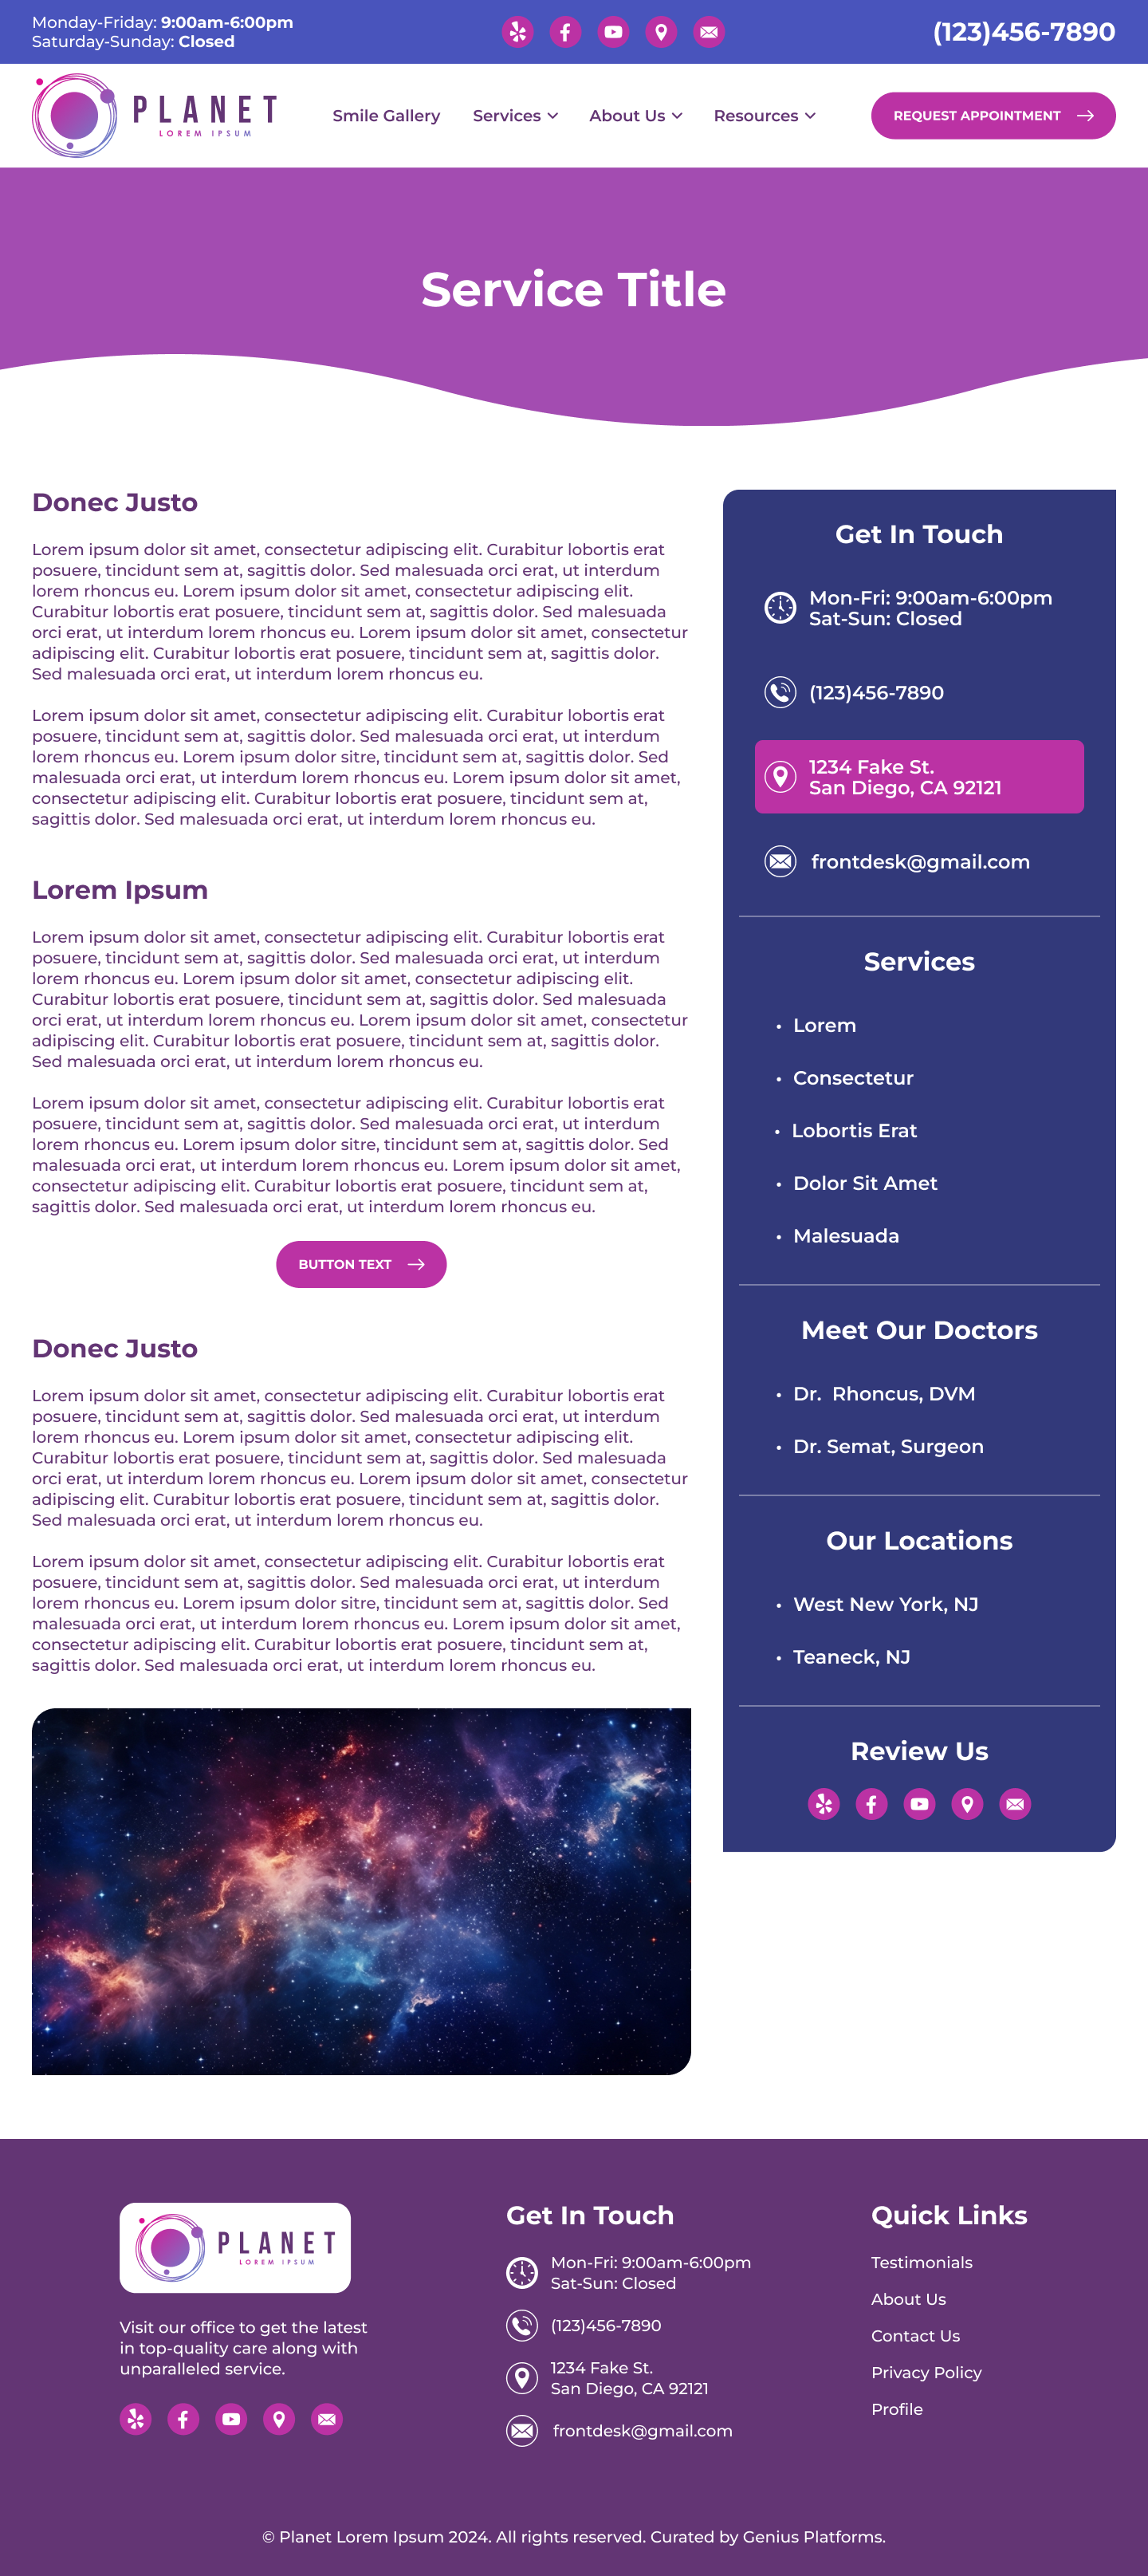 Monday-Friday: 9:00am-6:00pm
Saturday-Sunday: Closed
(123)456-7890
PLANET
LOREM IPSUM
Smile Gallery
Services
About Us
Resources
REQUEST APPOINTMENT
Service Title
Donec Justo
Lorem ipsum dolor sit amet, consectetur adipiscing elit. Curabitur lobortis erat
posuere, tincidunt sem at, sagittis dolor. Sed malesuada orci erat, ut interdum
lorem rhoncus eu. Lorem ipsum dolor sit amet, consectetur adipiscing elit.
Curabitur lobortis erat posuere, tincidunt sem at, sagittis dolor. Sed malesuada
orci erat, ut interdum lorem rhoncus eu. Lorem ipsum dolor sit amet, consectetur
adipiscing elit. Curabitur lobortis erat posuere, tincidunt sem at, sagittis dolor.
Sed malesuada orci erat, ut interdum lorem rhoncus eu.
Lorem ipsum dolor sit amet, consectetur adipiscing elit. Curabitur lobortis erat
posuere, tincidunt sem at, sagittis dolor. Sed malesuada orci erat, ut interdum
lorem rhoncus eu. Lorem ipsum dolor sitre, tincidunt sem at, sagittis dolor. Sed
malesuada orci erat, ut interdum lorem rhoncus eu. Lorem ipsum dolor sit amet,
consectetur adipiscing elit. Curabitur lobortis erat posuere, tincidunt sem at,
sagittis dolor. Sed malesuada orci erat, ut interdum lorem rhoncus eu.
Lorem Ipsum
Lorem ipsum dolor sit amet, consectetur adipiscing elit. Curabitur lobortis erat
posuere, tincidunt sem at, sagittis dolor. Sed malesuada orci erat, ut interdum
lorem rhoncus eu. Lorem ipsum dolor sit amet, consectetur adipiscing elit.
Curabitur lobortis erat posuere, tincidunt sem at, sagittis dolor. Sed malesuada
orci erat, ut interdum lorem rhoncus eu. Lorem ipsum dolor sit amet, consectetur
adipiscing elit. Curabitur lobortis erat posuere, tincidunt sem at, sagittis dolor.
Sed malesuada orci erat, ut interdum lorem rhoncus eu.
Lorem ipsum dolor sit amet, consectetur adipiscing elit. Curabitur lobortis erat
posuere, tincidunt sem at, sagittis dolor. Sed malesuada orci erat, ut interdum
lorem rhoncus eu. Lorem ipsum dolor sitre, tincidunt sem at, sagittis dolor. Sed
malesuada orci erat, ut interdum lorem rhoncus eu. Lorem ipsum dolor sit amet,
consectetur adipiscing elit. Curabitur lobortis erat posuere, tincidunt sem at,
sagittis dolor. Sed malesuada orci erat, ut interdum lorem rhoncus eu.
BUTTON TEXT
Donec Justo
Lorem ipsum dolor sit amet, consectetur adipiscing elit. Curabitur lobortis erat
posuere, tincidunt sem at, sagittis dolor. Sed malesuada orci erat, ut interdum
lorem rhoncus eu. Lorem ipsum dolor sit amet, consectetur adipiscing elit.
Curabitur lobortis erat posuere, tincidunt sem at, sagittis dolor. Sed malesuada
orci erat, ut interdum lorem rhoncus eu. Lorem ipsum dolor sit amet, consectetur
adipiscing elit. Curabitur lobortis erat posuere, tincidunt sem at, sagittis dolor.
Sed malesuada orci erat, ut interdum lorem rhoncus eu.
Lorem ipsum dolor sit amet, consectetur adipiscing elit. Curabitur lobortis erat
posuere, tincidunt sem at, sagittis dolor. Sed malesuada orci erat, ut interdum
lorem rhoncus eu. Lorem ipsum dolor sitre, tincidunt sem at, sagittis dolor. Sed
malesuada orci erat, ut interdum lorem rhoncus eu. Lorem ipsum dolor sit amet,
consectetur adipiscing elit. Curabitur lobortis erat posuere, tincidunt sem at,
sagittis dolor. Sed malesuada orci erat, ut interdum lorem rhoncus eu.
Get In Touch
Mon-Fri: 9:00am-6:00pm
Sat-Sun: Closed
(123)456-7890
1234 Fake St.
San Diego, CA 92121
frontdesk@gmail.com
Services
• Lorem
• Consectetur
• Lobortis Erat
• Dolor Sit Amet
• Malesuada
Meet Our Doctors
• Dr.  Rhoncus, DVM
• Dr. Semat, Surgeon
Our Locations
• West New York, NJ
• Teaneck, NJ
Review Us
PLANET
LOREM IPSUM
Visit our office to get the latest
in top-quality care along with
unparalleled service.
Get In Touch
Mon-Fri: 9:00am-6:00pm
Sat-Sun: Closed
(123)456-7890
1234 Fake St.
San Diego, CA 92121
frontdesk@gmail.com
Quick Links
Testimonials
About Us
Contact Us
Privacy Policy
Profile
© Planet Lorem Ipsum 2024. All rights reserved. Curated by Genius Platforms.